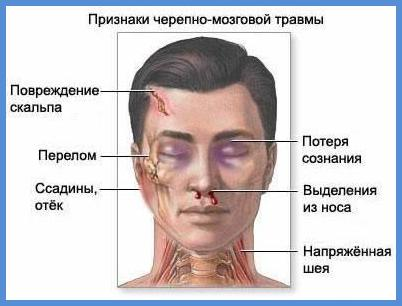 Признаки черепно-мозговой травмы
Повреждение
скальпа
Перелом
Ссадины,
отёк
Потеря
сознания
Выделения
из носа
Напряжённая
шея